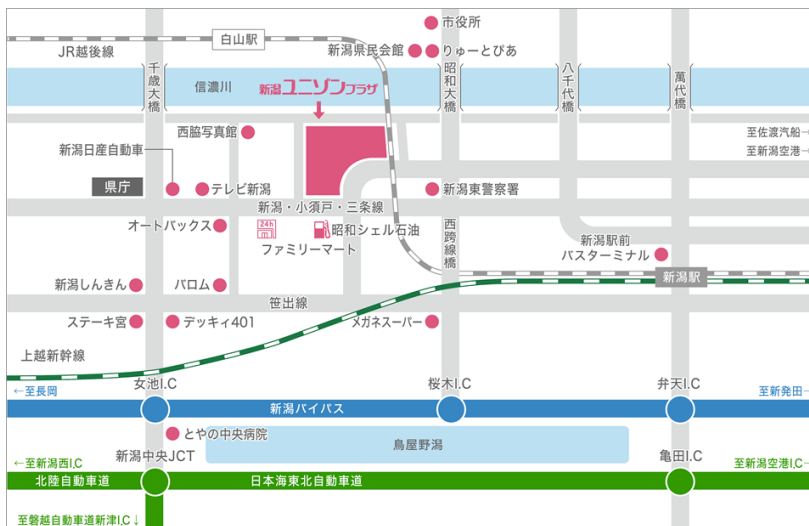 市役所
白山駅
JR越後線
新潟県民会館
りゅーとぴあ
千歳大橋
信濃川
新潟ユニゾンプラザ
昭和大橋
八千代橋
萬代橋
西脇写真館
至佐渡汽船→
新潟日産自動車
至新潟空港→
県庁
テレビ新潟
新潟東警察署
新潟・小須戸・三条線
オートバックス
24h
昭和シェル石油
ファミリーマート
西跨線橋
新潟駅前
バスターミナル
新潟しんきん
バロム
新潟駅
笹出線
ステーキ宮
デッキィ401
メガネスーパー
上越新幹線
女池I.C
桜木I.C
弁天I.C
←至長岡
新潟バイパス
至新発田→
とやの中央病院
鳥屋野潟
新潟中央JCT
亀田I.C
←至新潟西I.C
至新潟空港I.C→
北陸自動車道
日本海東北自動車道
至磐越自動車道新津I.C↓